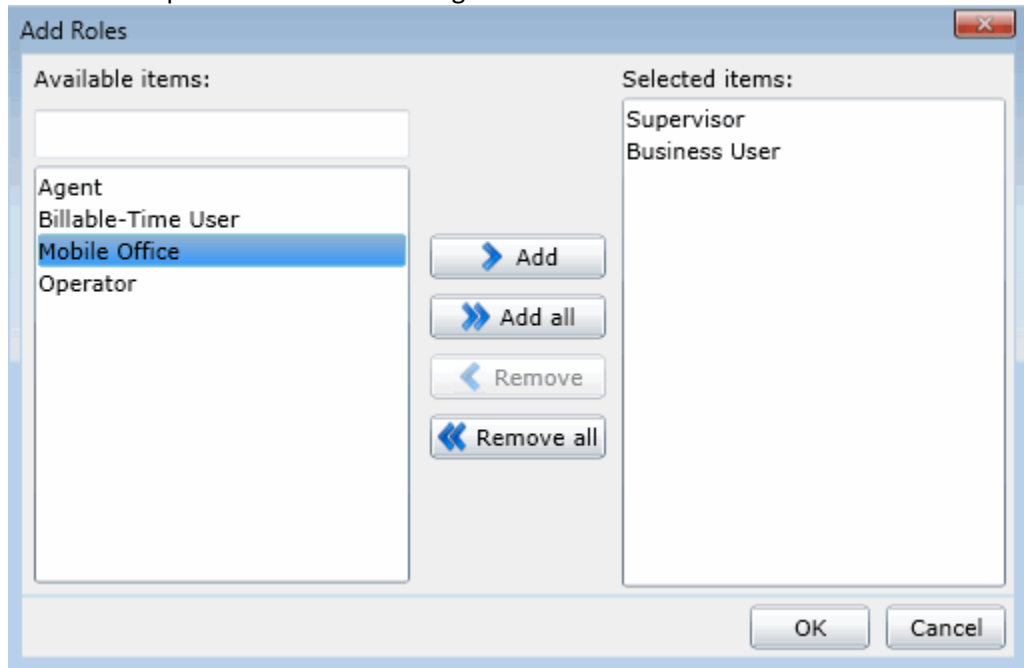 Add Roles
Available items:
Selected items:
Agent
Billable-Time User
Mobile Office
Operator
Add
Add all
Remove
Remove all
Supervisor
Business User
OK
Cancel